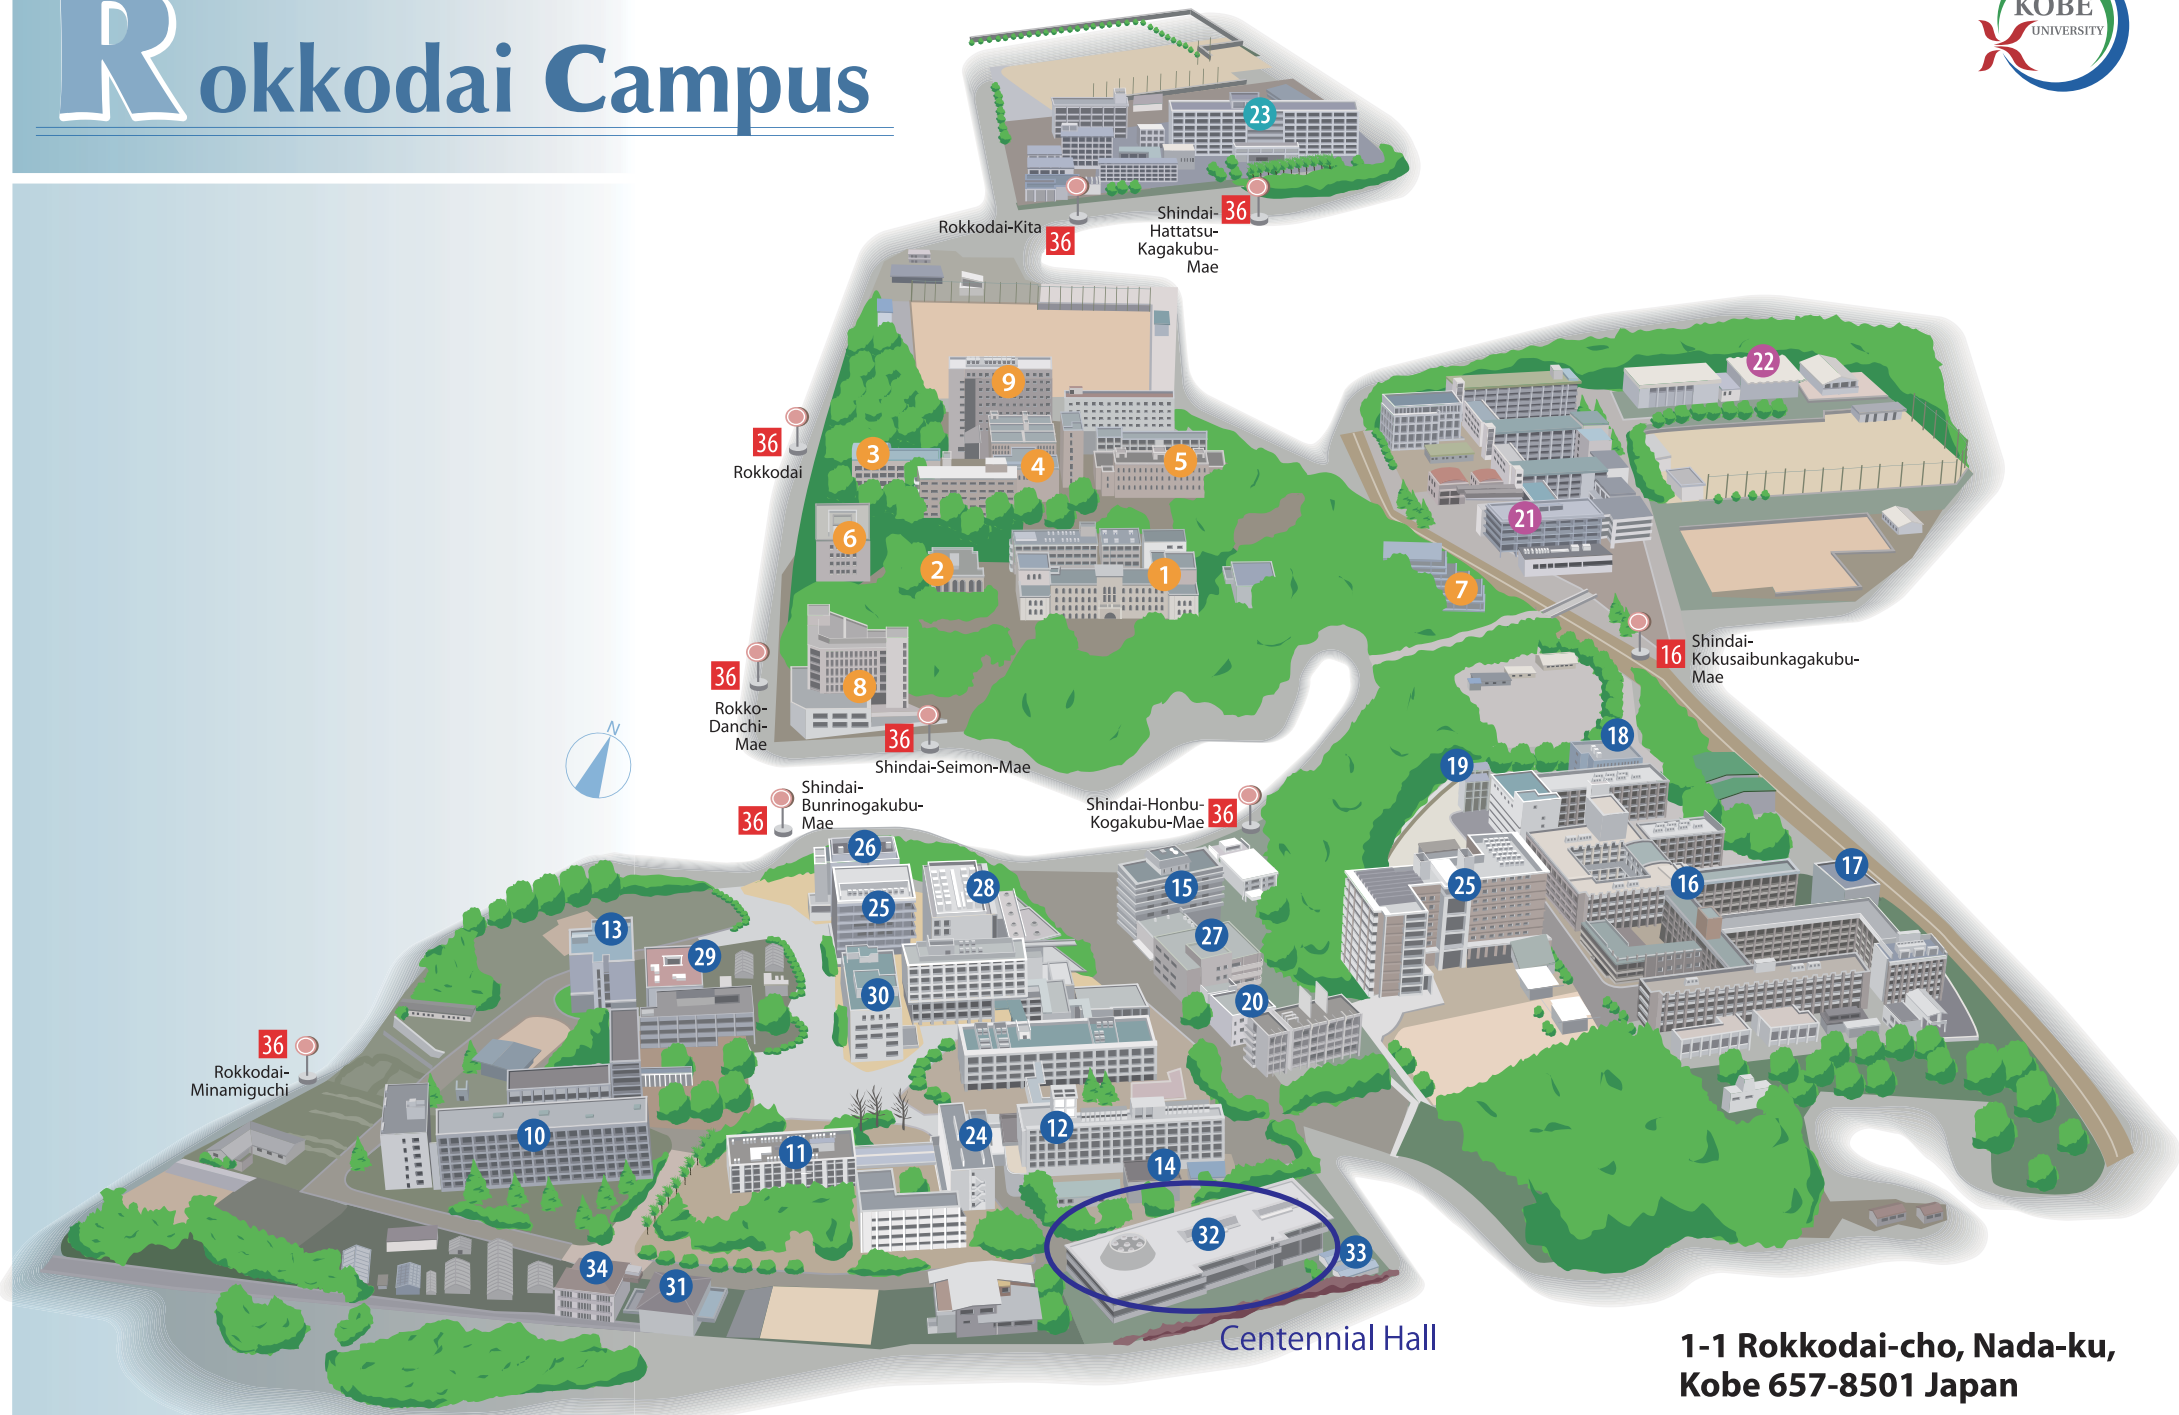 Rokkodai Campus
KOBE
UNIVERSITY
23
Rokkodai-Kita
36
Shindai-
Hattatsu-
Kagakubu-
Mae
36
22
9
36
Rokkodai
3
4
5
21
6
2
1
7
16
Shindai-
Kokusaibunkagakubu-
Mae
36
Rokko-
Danchi-
Mae
8
36
Shindai-Seimon-Mae
N
18
19
36
Shindai-
Bunrinogakubu-
Mae
Shindai-Honbu-
Kogakubu-Mae
36
26
25
28
15
25
16
17
13
29
27
30
20
36
Rokkodai-
Minamiguchi
10
11
24
12
14
32
33
34
31
Centennial Hall
1-1 Rokkodai-cho, Nada-ku,
Kobe 657-8501 Japan